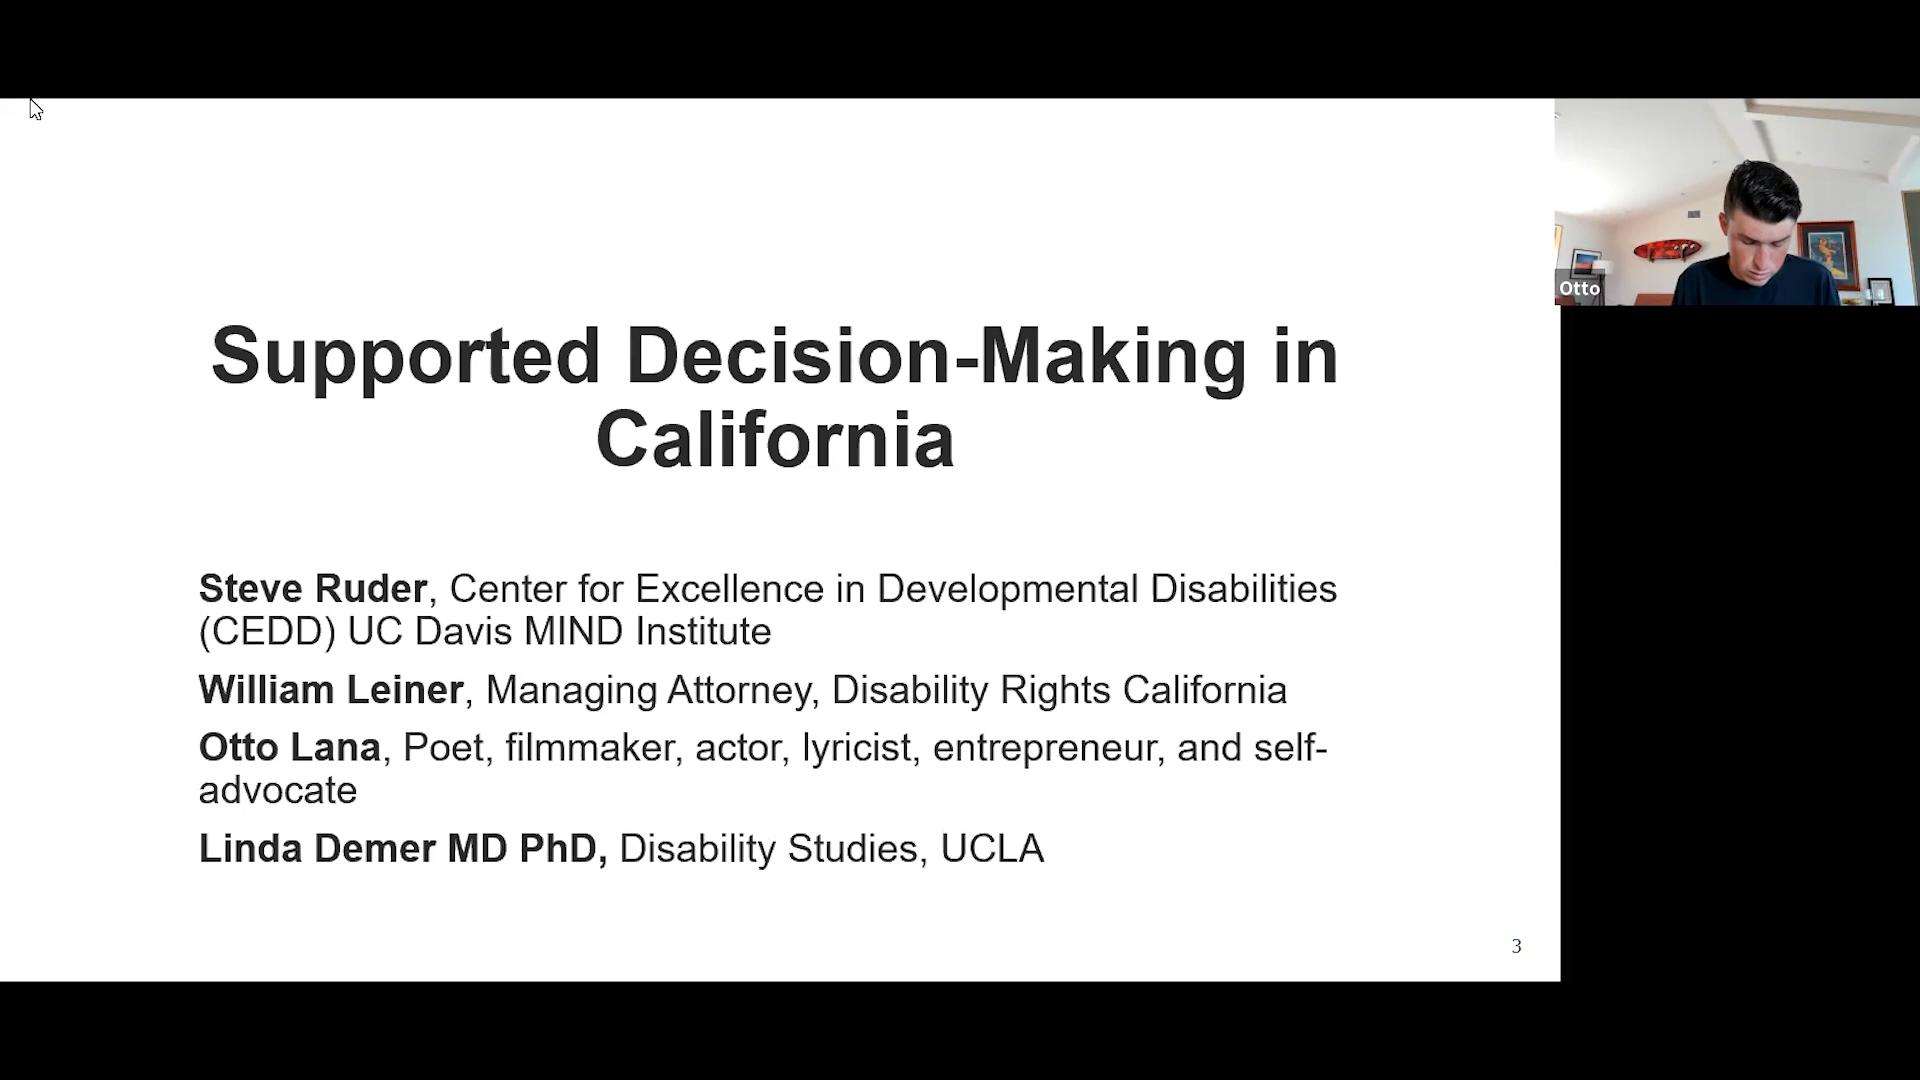 Supported Decision-Making in
California
Steve Ruder, Center for Excellence in Developmental Disabilities
(CEDD) UC Davis MIND Institute
William Leiner, Managing Attorney, Disability Rights California
Otto Lana, Poet, filmmaker, actor, lyricist, entrepreneur, and self-
advocate
Linda Demer MD PhD, Disability Studies, UCLA
3
Otto